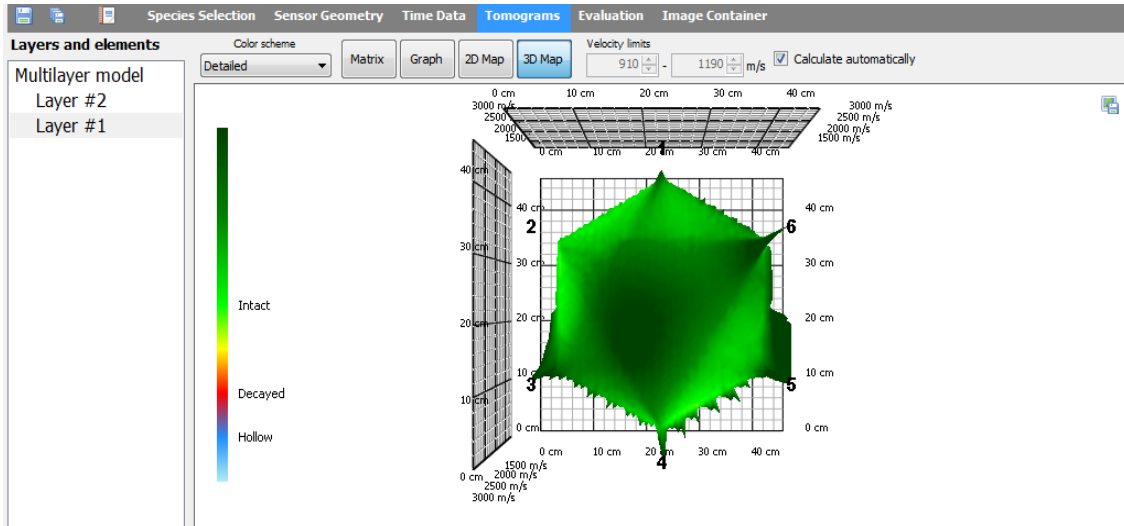 Species Selection Sensor Geometry Time Data Tomograms Evaluation Image Container
Layers and elements
Multilayer model
Layer #2
Layer #1
Color scheme
Detailed
Matrix Graph 2D Map 3D Map
Velocity limits
910 - 1190 m/s Calculate automatically
0 cm 10 cm 20 cm 30 cm 40 cm
3000 m/s 3000 m/s
2500 2500 m/s
2000 2000 m/s
1500 1500 m/s
0 cm 10 cm 20 cm 30 cm 40 cm
1
40 cm
40 cm 40 cm
2 6
30 cm
30 cm 30 cm
Intact
20 cm
20 cm 20 cm
10 cm 10 cm
3 5
Decayed
10 cm
0 cm 0 cm
Hollow
0 cm 10 cm 20 cm 30 cm 40 cm
4
1500 m/s
0 cm 2000 m/s
2500 m/s
3000 m/s